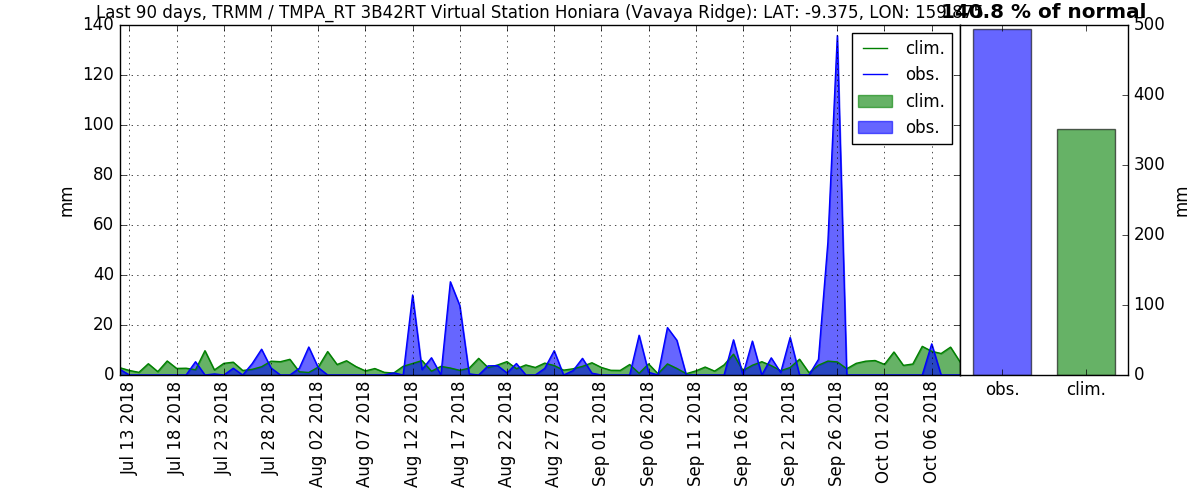 Last 90 days, TRMM / TMPA_RT 3B42RT Virtual Station Honiara (Vavaya Ridge): LAT: -9.375, LON:
140.8 % of normal
140
120
100
80
60
40
20
0
mm
clim.
obs.
clim.
obs.
500
400
300
200
100
0
mm
obs.
clim.
Jul 13 2018
Jul 18 2018
Jul 23 2018
Jul 28 2018
Aug 02 2018
Aug 07 2018
Aug 12 2018
Aug 17 2018
Aug 22 2018
Aug 27 2018
Sep 01 2018
Sep 06 2018
Sep 11 2018
Sep 16 2018
Sep 21 2018
Sep 26 2018
Oct 01 2018
Oct 06 2018